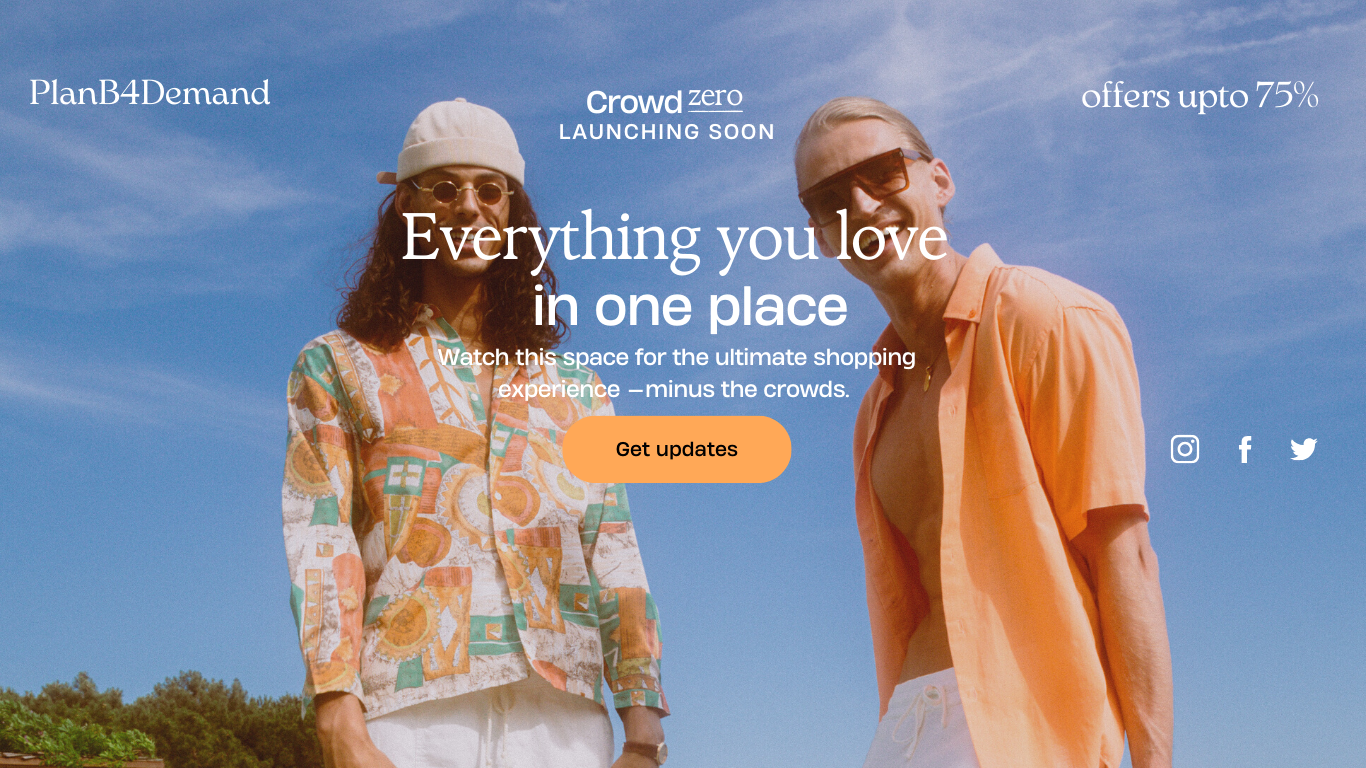 PlanB4Demand
Crowd zero
LAUNCHING SOON
offers upto 75%
Everything you love
in one place
Watch this space for the ultimate shopping
experience —minus the crowds.
Get updates